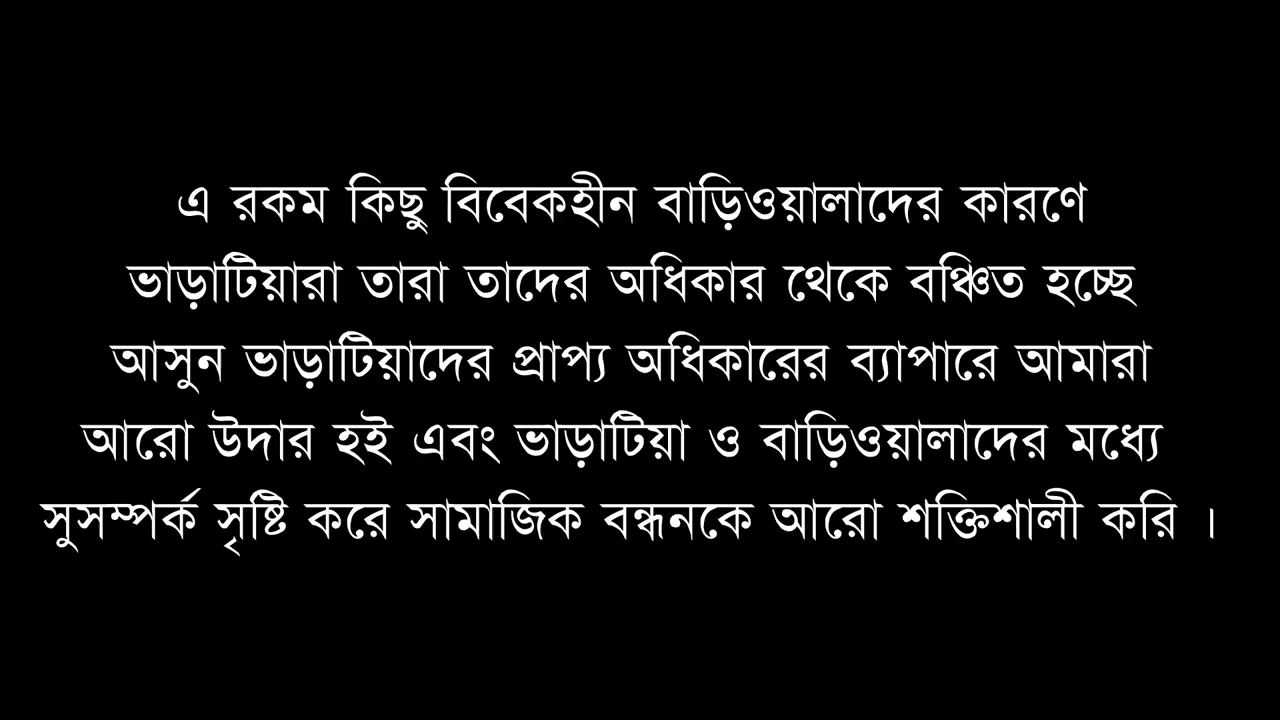 এ রকম কিছু বিবেকহীন বাড়িওয়ালাদের কারণে
ভাড়াটিয়ারা তারা তাদের অধিকার থেকে বঞ্চিত হচ্ছে
আসুন ভাড়াটিয়াদের প্রাপ্য অধিকারের ব্যাপারে আমারা
আরো উদার হই এবং ভাড়াটিয়া ও বাড়িওয়ালাদের মধ্যে
সুসম্পর্ক সৃষ্টি করে সামাজিক বন্ধনকে আরো শক্তিশালী করি ।